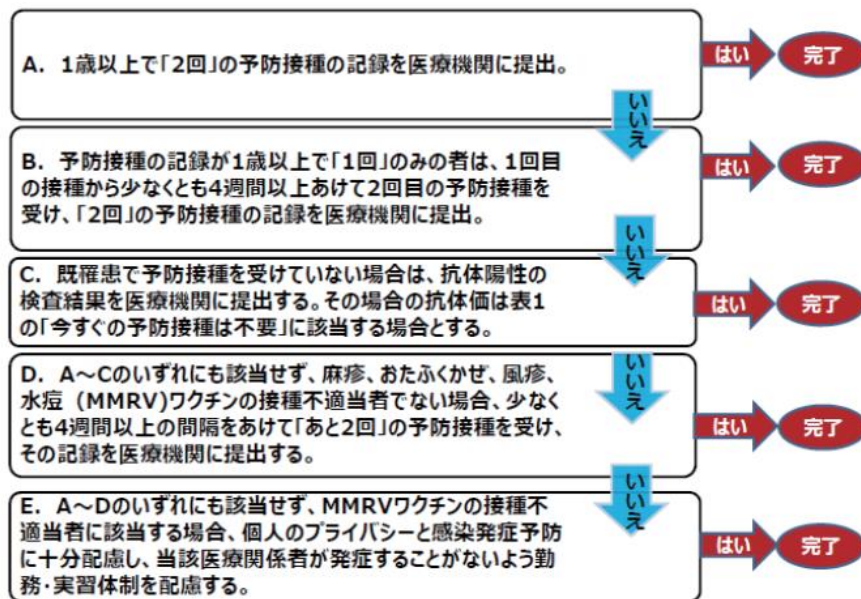 A. 1歳以上で「2回」の予防接種の記録を医療機関に提出。
はい
完了
いいえ
B. 予防接種の記録が1歳以上で「1回」のみの者は、1回目
の接種から少なくとも4週間以上あけて2回目の予防接種を
受け、「2回」の予防接種の記録を医療機関に提出。
はい
完了
いいえ
C. 既罹患で予防接種を受けていない場合は、抗体陽性の
検査結果を医療機関に提出する。その場合の抗体価は表1
の「今すぐの予防接種は不要」に該当する場合とする。
はい
完了
いいえ
D. A～Cのいずれにも該当せず、麻疹、おたふくかぜ、風疹、
水痘 (MMRV)ワクチンの接種不適当者でない場合、少なく
とも4週間以上の間隔をあけて「あと2回」の予防接種を受け、
その記録を医療機関に提出する。
はい
完了
いいえ
E. A～Dのいずれにも該当せず、MMRVワクチンの接種不
適当者に該当する場合、個人のプライバシーと感染発症予防
に十分配慮し、当該医療関係者が発症することがないよう勤
務・実習体制を配慮する。
はい
完了